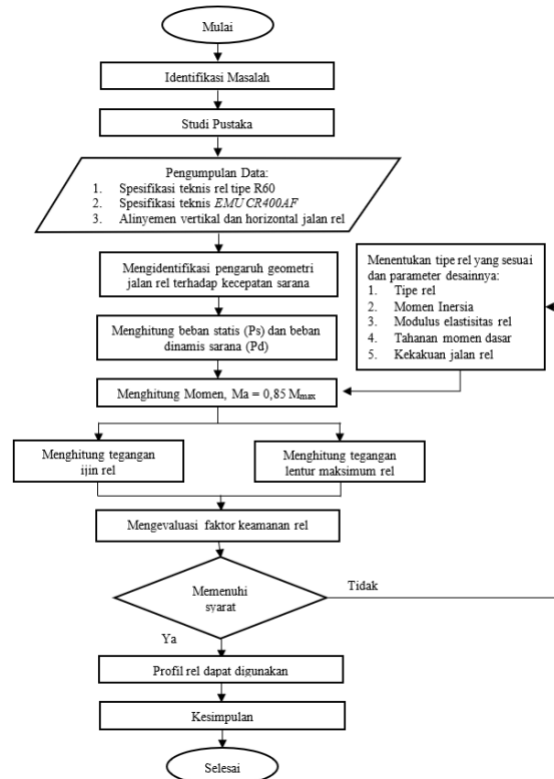 Mulai
Identifikasi Masalah
Studi Pustaka
Pengumpulan Data:
1. Spesifikasi teknis rel tipe R60
2. Spesifikasi teknis EMU CR400AF
3. Alinyemen vertikal dan horizontal jalan rel
Mengidentifikasi pengaruh geometri
jalan rel terhadap kecepatan sarana
Menghitung beban statis (Ps) dan beban
dinamis sarana (Pd)
Menentukan tipe rel yang sesuai
dan parameter desainnya:
1. Tipe rel
2. Momen Inersia
3. Modulus elastisitas rel
4. Tahanan momen dasar
5. Kekakuan jalan rel
Menghitung Momen, Ma = 0,85 Mmax
Menghitung tegangan
ijin rel
Menghitung tegangan
lentur maksimum rel
Mengevaluasi faktor keamanan rel
Memenuhi
syarat
Tidak
Ya
Profil rel dapat digunakan
Kesimpulan
Selesai